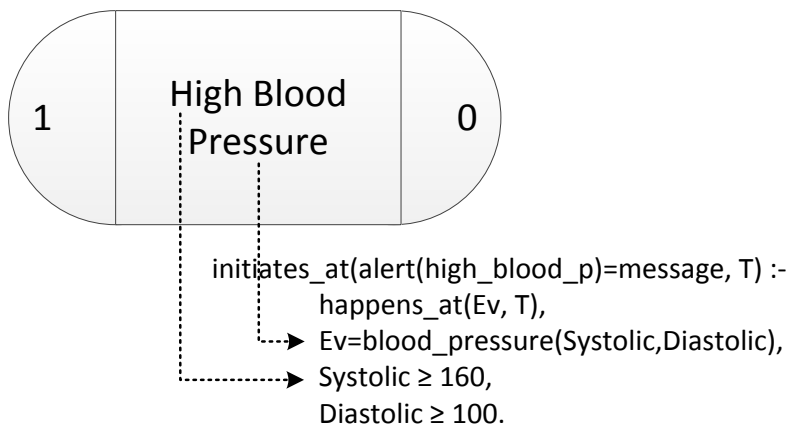 1
High Blood
Pressure
0
initiates_at(alert(high_blood_p)=message, T) :-
happens_at(Ev, T),
Ev=blood_pressure(Systolic,Diastolic),
Systolic ≥ 160,
Diastolic ≥ 100.